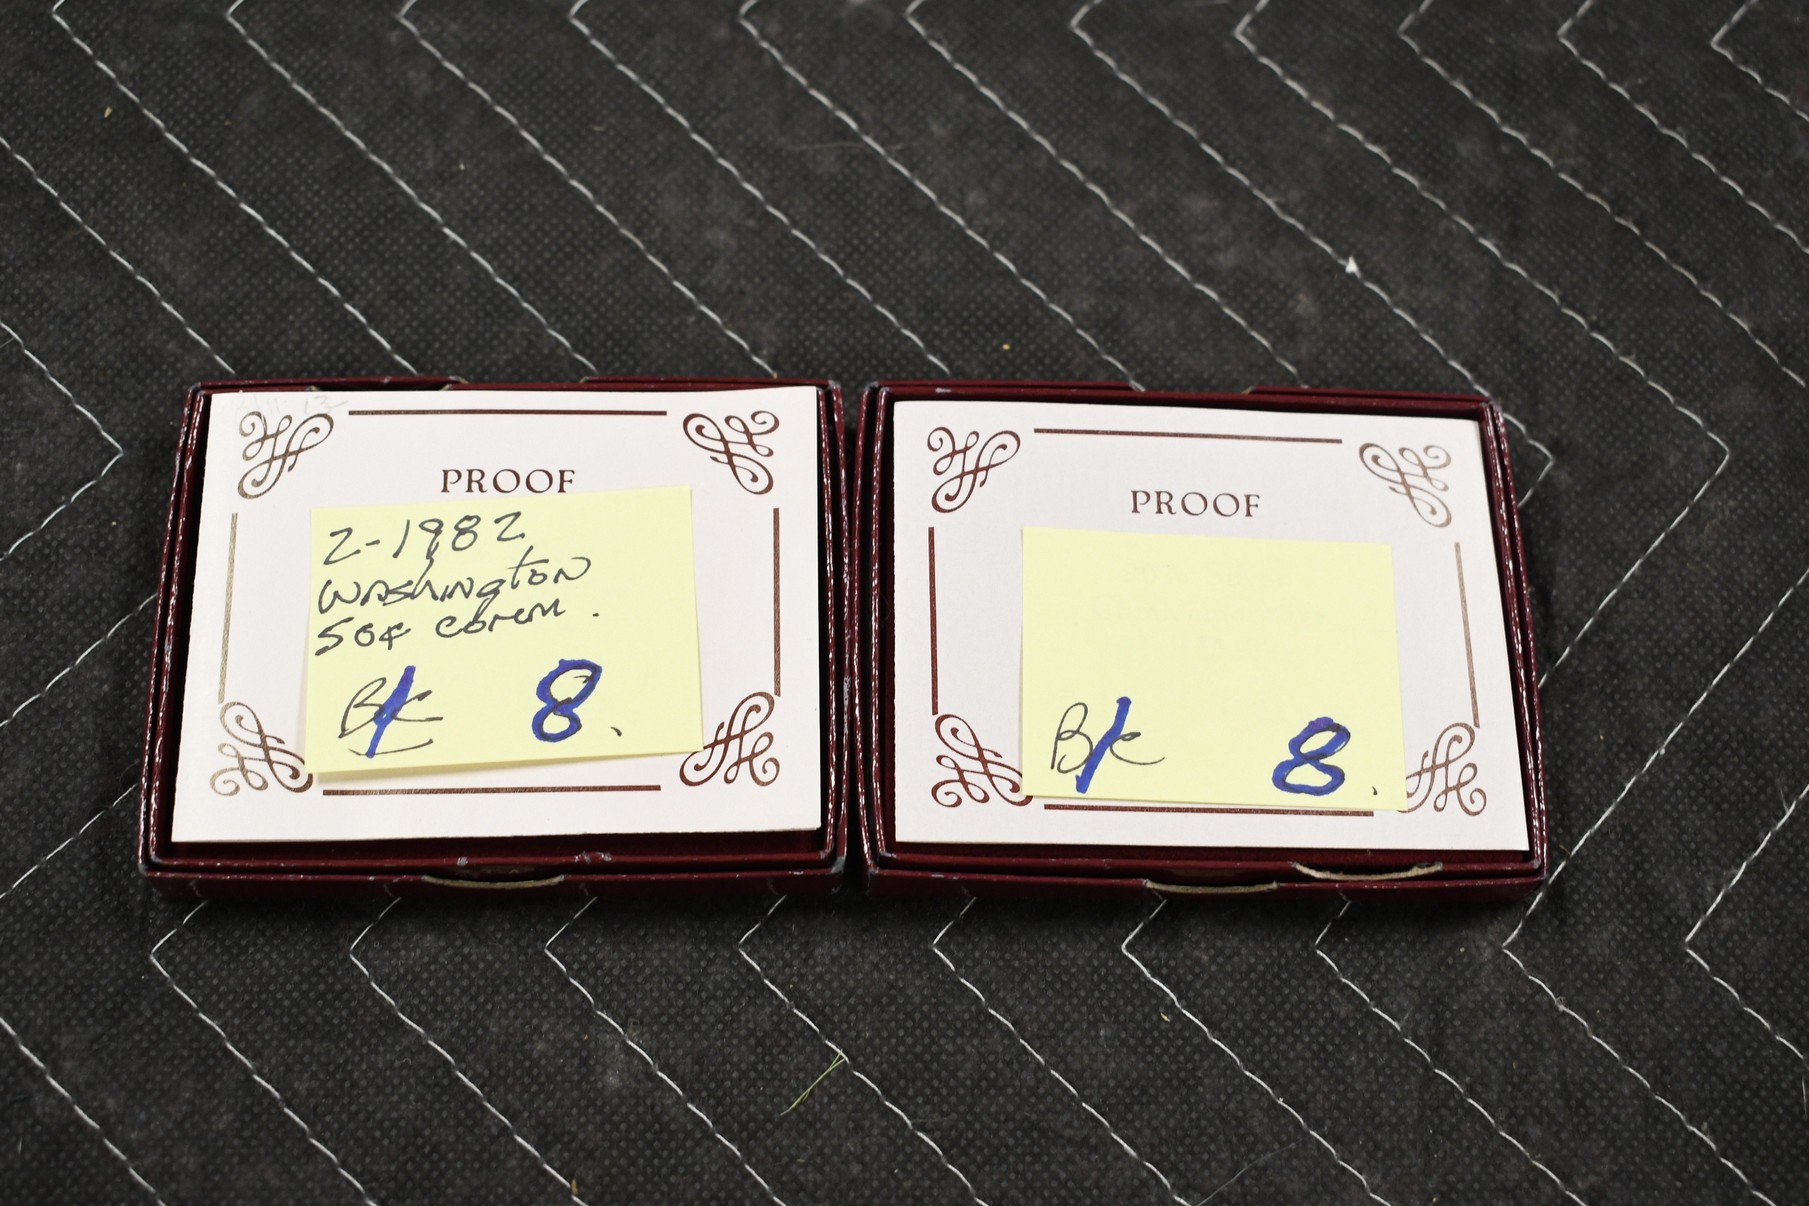 PROOF
2-1982
WASHINGTON
50¢ comm.
8.
PROOF
8.